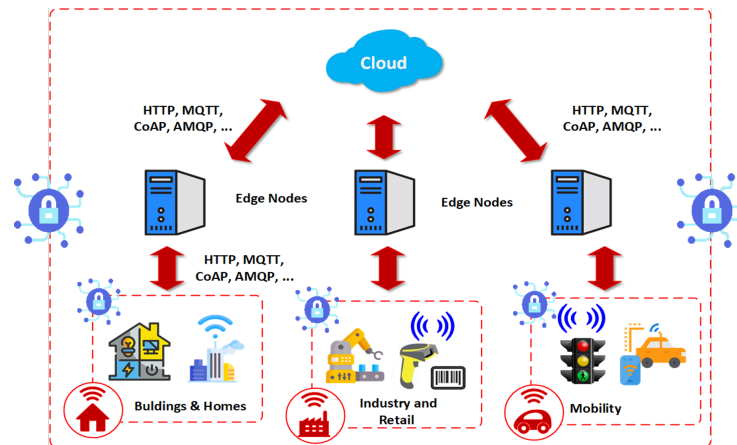 Cloud
HTTP, MQTT,
CoAP, AMQP, ...
HTTP, MQTT,
CoAP, AMQP, ...
Edge Nodes
Edge Nodes
HTTP, MQTT,
CoAP, AMQP, ...
Buldings & Homes
Industry and
Retail
Mobility